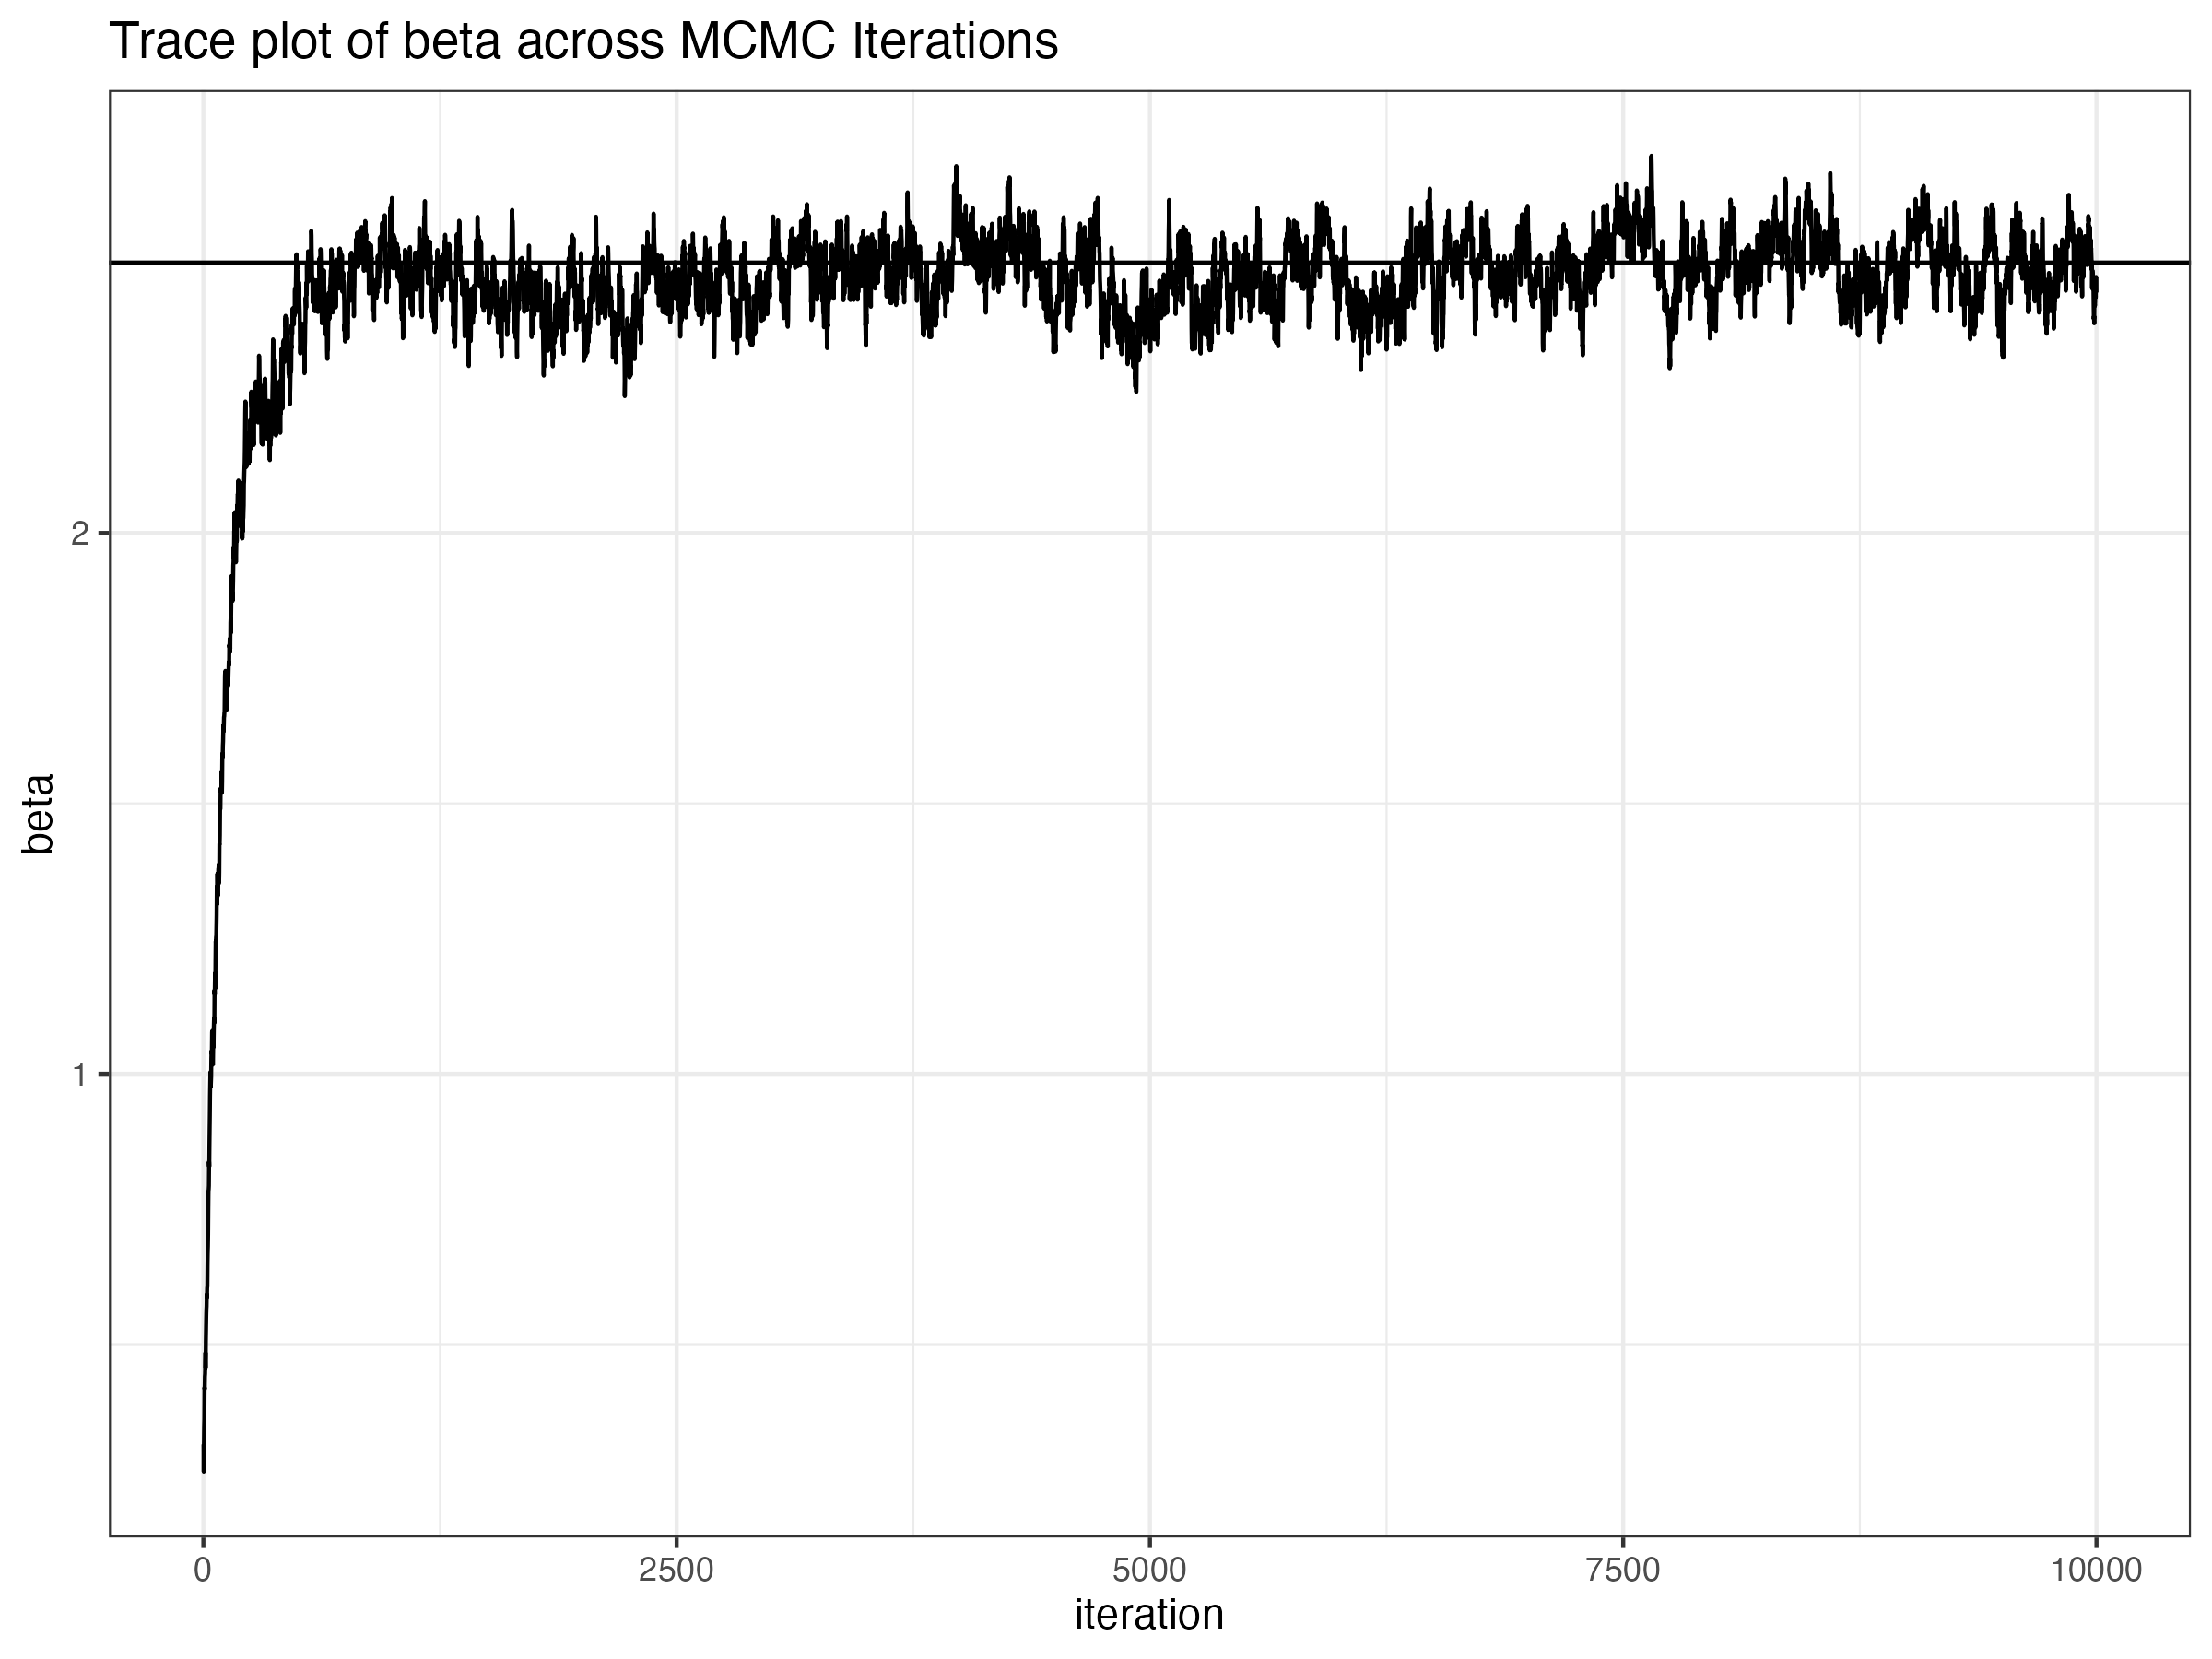 Trace plot of beta across MCMC Iterations
beta
2
1
0 2500 5000 7500 10000
iteration